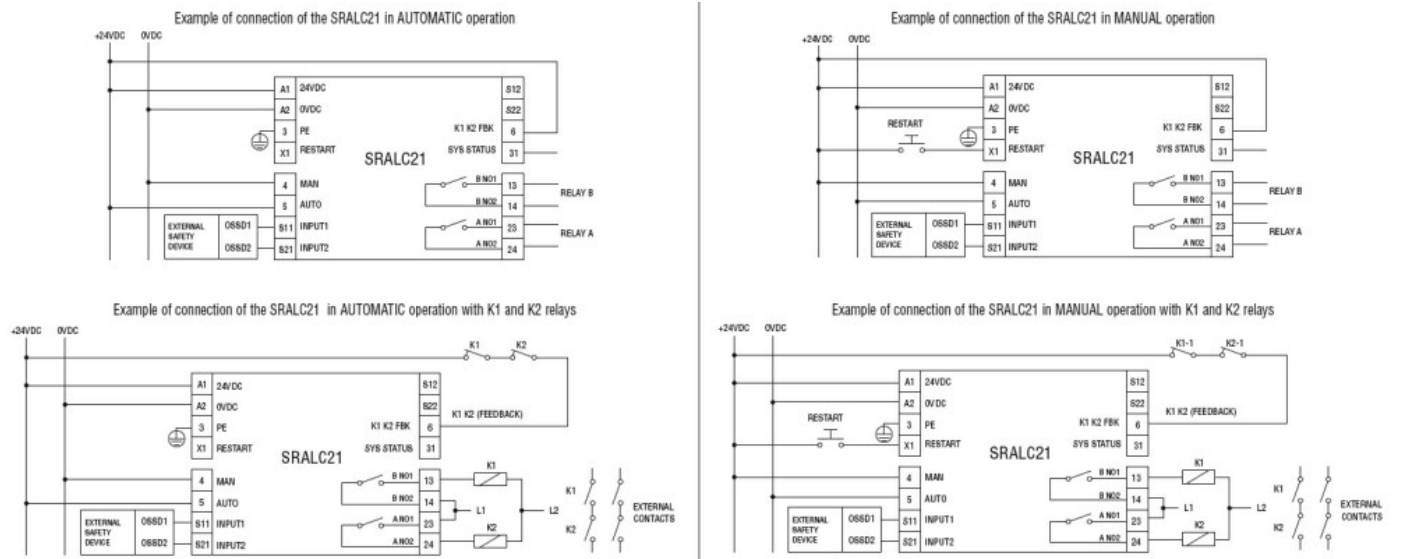 Example of connection of the SRALC21 in AUTOMATIC operation
+24VDC 0VDC
A1 24VDC S12
A2 0VDC S22
3 PE K1 K2 FBK 6
X1 RESTART SYS STATUS 31
SRALC21
4 MAN B NO1 13
RELAY B
5 AUTO B NO2 14
EXTERNAL SAFETY DEVICE
OSSD1 S11 INPUT1 A NO1 23
RELAY A
OSSD2 S21 INPUT2 A NO2 24
Example of connection of the SRALC21 in MANUAL operation
+24VDC 0VDC
A1 24VDC S12
A2 0VDC S22
RESTART
3 PE K1 K2 FBK 6
X1 RESTART SYS STATUS 31
SRALC21
4 MAN B NO1 13
RELAY B
5 AUTO B NO2 14
EXTERNAL SAFETY DEVICE
OSSD1 S11 INPUT1 A NO1 23
RELAY A
OSSD2 S21 INPUT2 A NO2 24
Example of connection of the SRALC21 in AUTOMATIC operation with K1 and K2 relays
+24VDC 0VDC
K1 K2
A1 24VDC S12
A2 0VDC S22
K1 K2 (FEEDBACK)
3 PE K1 K2 FBK 6
X1 RESTART SYS STATUS 31
SRALC21
K1
4 MAN B NO1 13
5 AUTO B NO2 14
L1 L2
EXTERNAL SAFETY DEVICE
OSSD1 S11 INPUT1 A NO1 23
K2
OSSD2 S21 INPUT2 A NO2 24
K1
K2
EXTERNAL
CONTACTS
Example of connection of the SRALC21 in MANUAL operation with K1 and K2 relays
+24VDC 0VDC
K1-1 K2-1
A1 24VDC S12
A2 0VDC S22
K1 K2 (FEEDBACK)
RESTART
3 PE K1 K2 FBK 6
X1 RESTART SYS STATUS 31
SRALC21
K1
4 MAN B NO1 13
5 AUTO B NO2 14
L1 L2
EXTERNAL SAFETY DEVICE
OSSD1 S11 INPUT1 A NO1 23
K2
OSSD2 S21 INPUT2 A NO2 24
K1
K2
EXTERNAL
CONTACTS